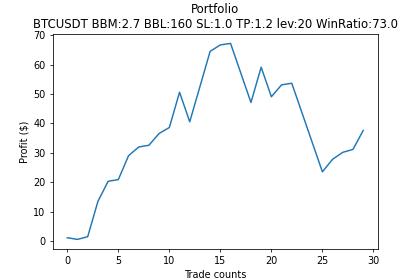 Portfolio
BTCUSDT BBM:2.7 BBL:160 SL:1.0 TP:1.2 lev:20 WinRatio:73.0
70
60
50
40
30
20
10
0
Profit ($)
0 5 10 15 20 25 30
Trade counts